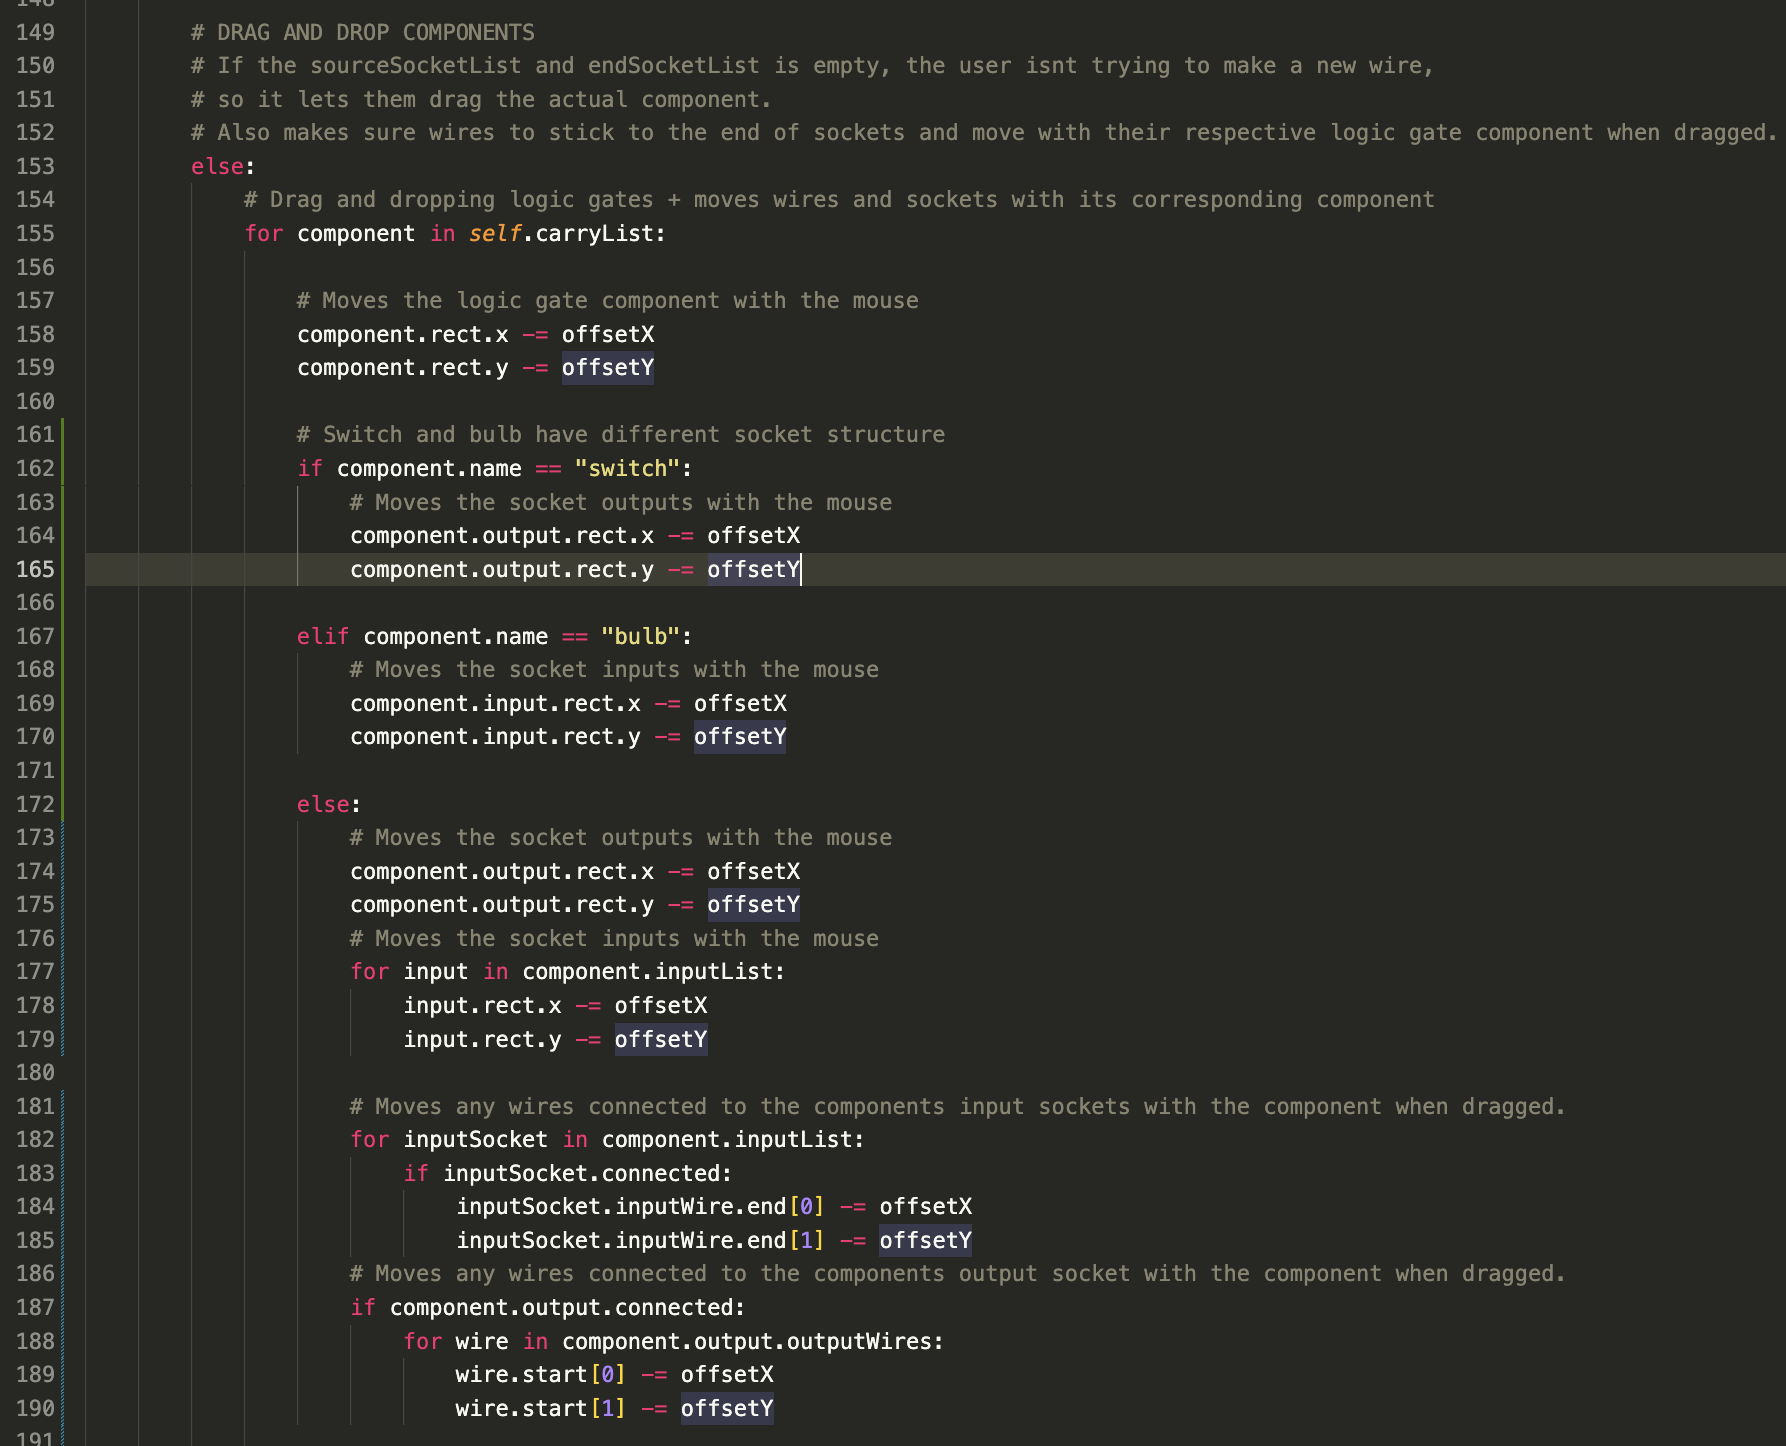 149 # DRAG AND DROP COMPONENTS
150 # If the sourceSocketList and endSocketList is empty, the user isnt trying to make a new wire,
151 # so it lets them drag the actual component.
152 # Also makes sure wires to stick to the end of sockets and move with their respective logic gate component when dragged.
153 else:
154 # Drag and dropping logic gates + moves wires and sockets with its corresponding component
155 for component in self.carryList:
156
157 # Moves the logic gate component with the mouse
158 component.rect.x -= offsetX
159 component.rect.y -= offsetY
160
161 # Switch and bulb have different socket structure
162 if component.name == "switch":
163 # Moves the socket outputs with the mouse
164 component.output.rect.x -= offsetX
165 component.output.rect.y -= offsetY
166
167 elif component.name == "bulb":
168 # Moves the socket inputs with the mouse
169 component.input.rect.x -= offsetX
170 component.input.rect.y -= offsetY
171
172 else:
173 # Moves the socket outputs with the mouse
174 component.output.rect.x -= offsetX
175 component.output.rect.y -= offsetY
176 # Moves the socket inputs with the mouse
177 for input in component.inputList:
178 input.rect.x -= offsetX
179 input.rect.y -= offsetY
180
181 # Moves any wires connected to the components input sockets with the component when dragged.
182 for inputSocket in component.inputList:
183 if inputSocket.connected:
184 inputSocket.inputWire.end[0] -= offsetX
185 inputSocket.inputWire.end[1] -= offsetY
186 # Moves any wires connected to the components output socket with the component when dragged.
187 if component.output.connected:
188 for wire in component.output.outputWires:
189 wire.start[0] -= offsetX
190 wire.start[1] -= offsetY
191